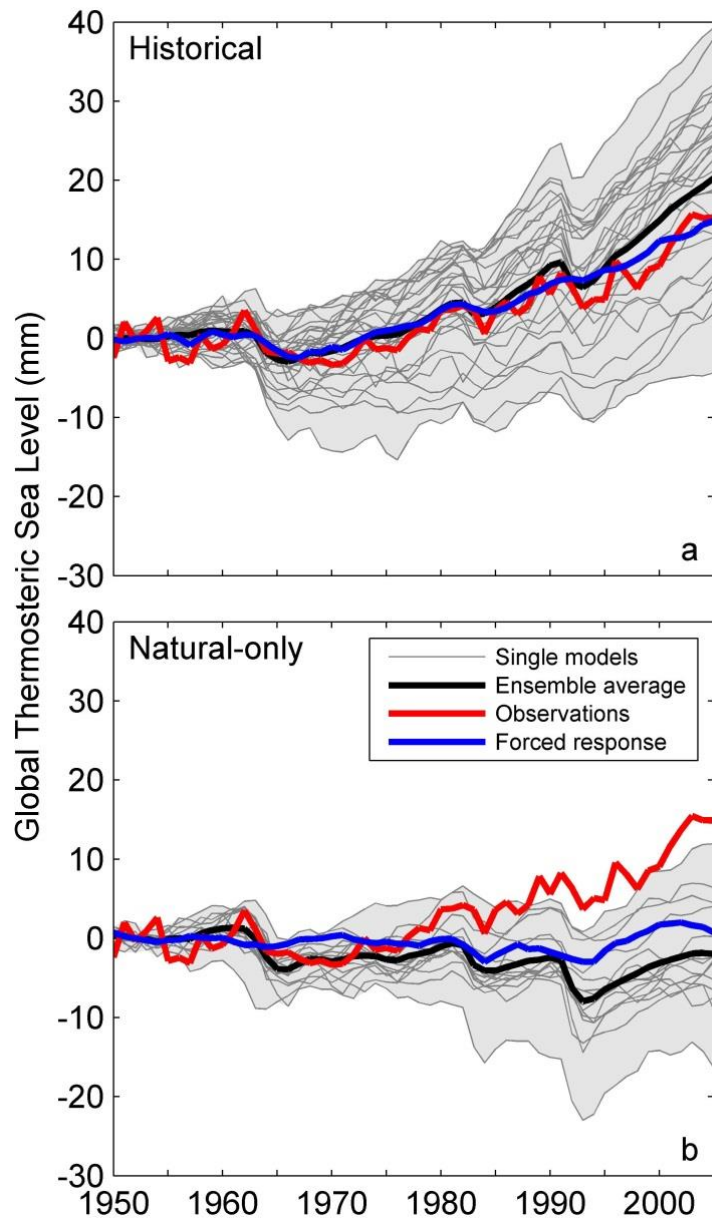 Global Thermosteric Sea Level (mm)
40
Historical
30
20
10
0
-10
-20
a
-30
40
Natural-only
Single models
Ensemble average
Observations
Forced response
30
20
10
0
-10
-20
b
-30
1950 1960 1970 1980 1990 2000